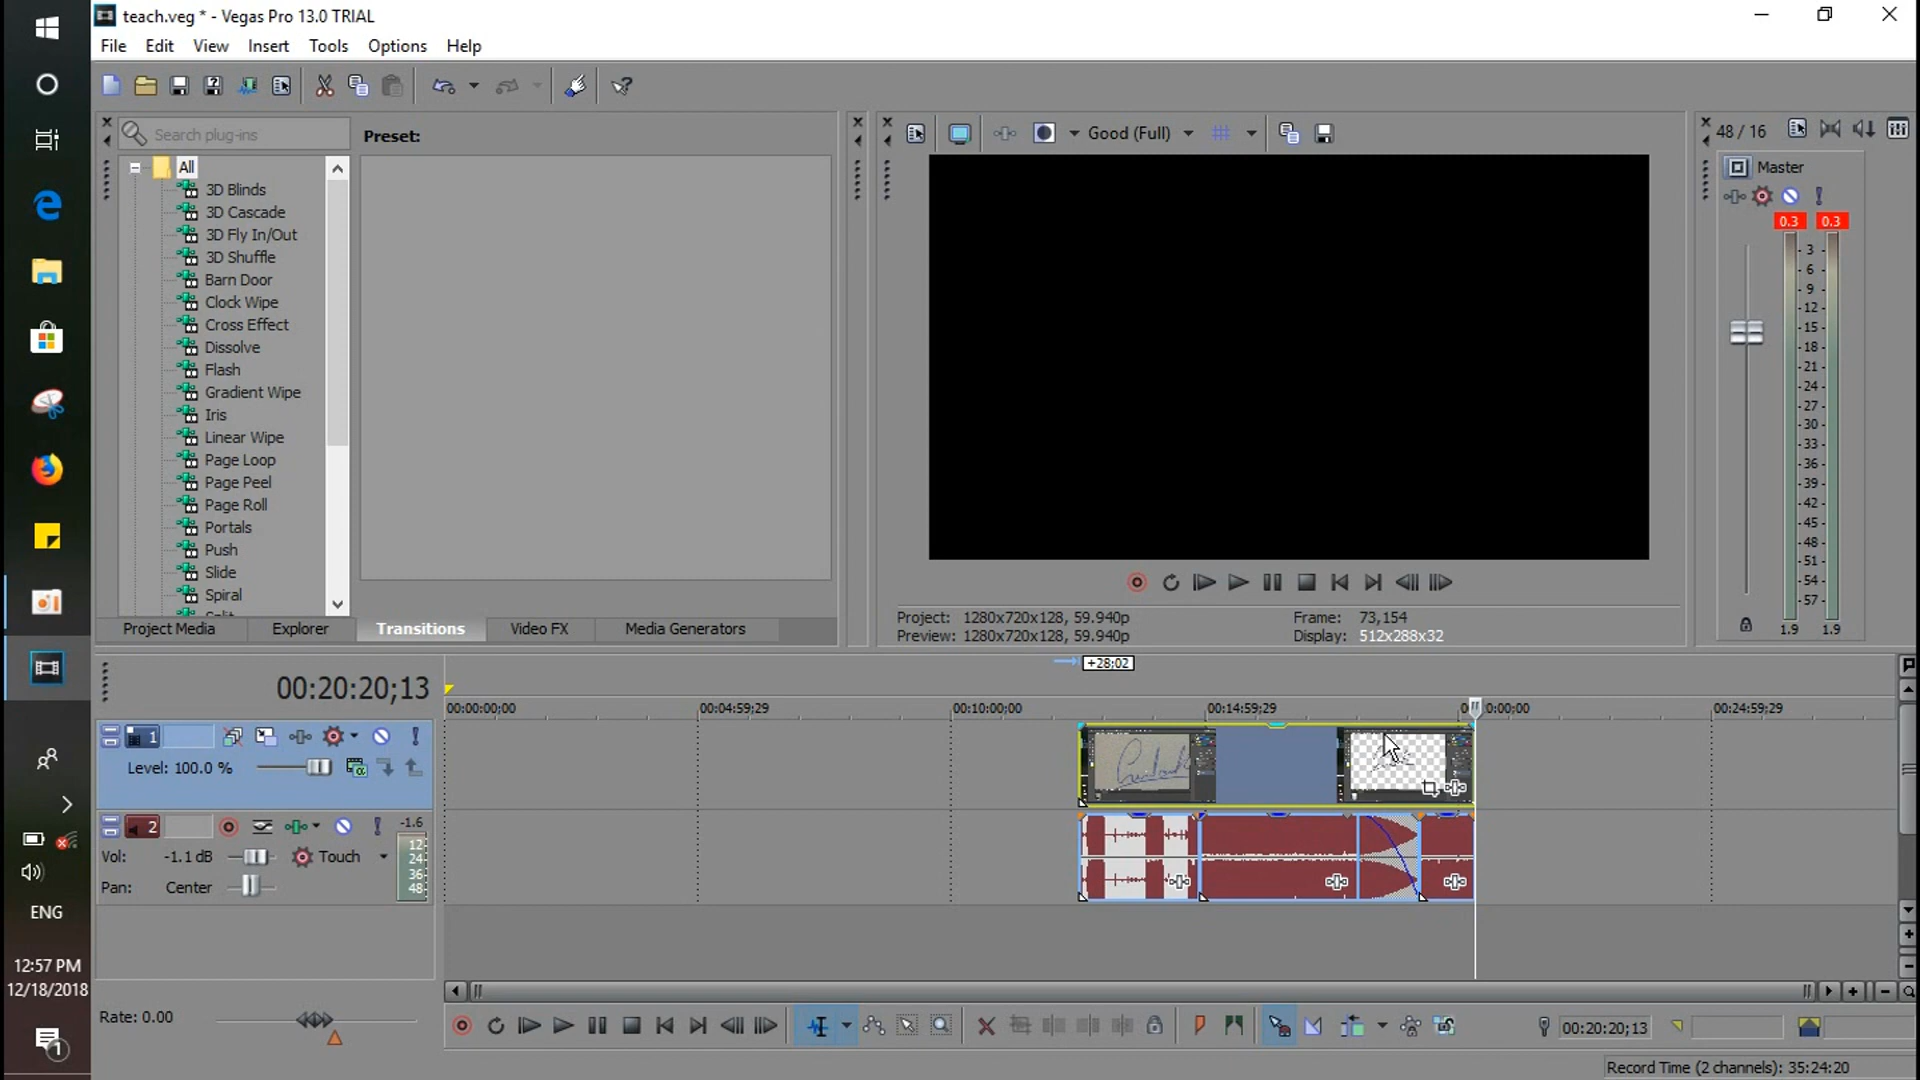 teach.veg * - Vegas Pro 13.0 TRIAL
File Edit View Insert Tools Options Help
Search plug-ins
Preset:
All
3D Blinds
3D Cascade
3D Fly In/Out
3D Shuffle
Barn Door
Clock Wipe
Cross Effect
Dissolve
Flash
Gradient Wipe
Iris
Linear Wipe
Page Loop
Page Peel
Page Roll
Portals
Push
Slide
Spiral
Project Media Explorer Transitions Video FX Media Generators
Good (Full)
Project: 1280x720x128, 59.940p
Preview: 1280x720x128, 59.940p
Frame: 73,154
Display: 512x288x32
48 / 16
Master
0.3 0.3
- 3 -
- 6 -
- 9 -
- 12 -
- 15 -
- 18 -
- 21 -
- 24 -
- 27 -
- 30 -
- 33 -
- 36 -
- 39 -
- 42 -
- 45 -
- 48 -
- 51 -
- 54 -
- 57 -
1.9 1.9
+28;02
00:20:20;13
00:00:00;00 00:04:59;29 00:10:00;00 00:14:59;29 0:00;00 00:24:59;29
1
Level: 100.0 %
2
-1.6
Vol: -1.1 dB Touch
Pan: Center
12-
24-
36-
48-
Rate: 0.00
00:20:20;13
Record Time (2 channels): 35:24:20
ENG
12:57 PM
12/18/2018
1